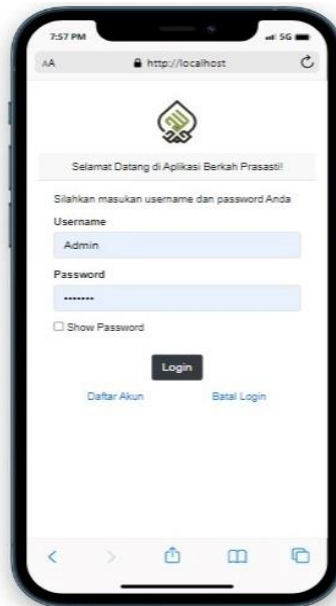 7:57 PM
5G
AA
http://localhost
Selamat Datang di Aplikasi Berkah Prasasti!
Silahkan masukan username dan password Anda
Username
Admin
Password
•••••••
Show Password
Login
Daftar Akun Batal Login